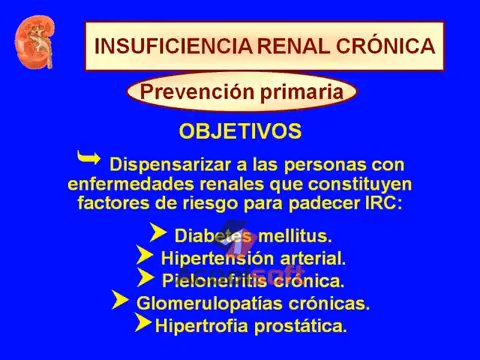 INSUFICIENCIA RENAL CRÓNICA
Prevención primaria
OBJETIVOS
Dispensarizar a las personas con
enfermedades renales que constituyen
factores de riesgo para padecer IRC:
Diabetes mellitus.
Hipertensión arterial.
Pielonefritis crónica.
Glomerulopatías crónicas.
Hipertrofia prostática.